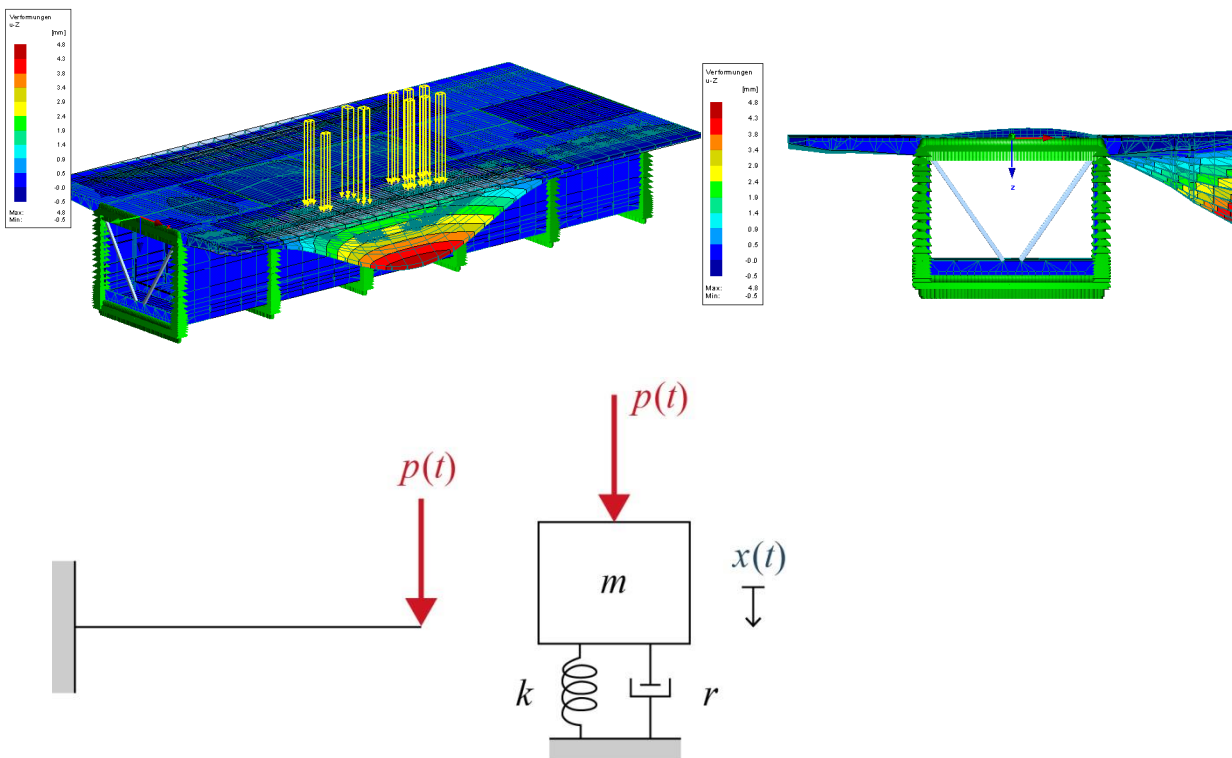 Verformungen
u-Z
[mm]
4.8
4.3
3.8
3.4
2.9
2.4
1.9
1.4
0.9
0.5
-0.0
-0.5
Max: 4.8
Min: -0.5
Verformungen
u-Z
[mm]
4.8
4.3
3.8
3.4
2.9
2.4
1.9
1.4
0.9
0.5
-0.0
-0.5
Max: 4.8
Min: -0.5
z
p(t)
p(t)
m
x(t)
k
r